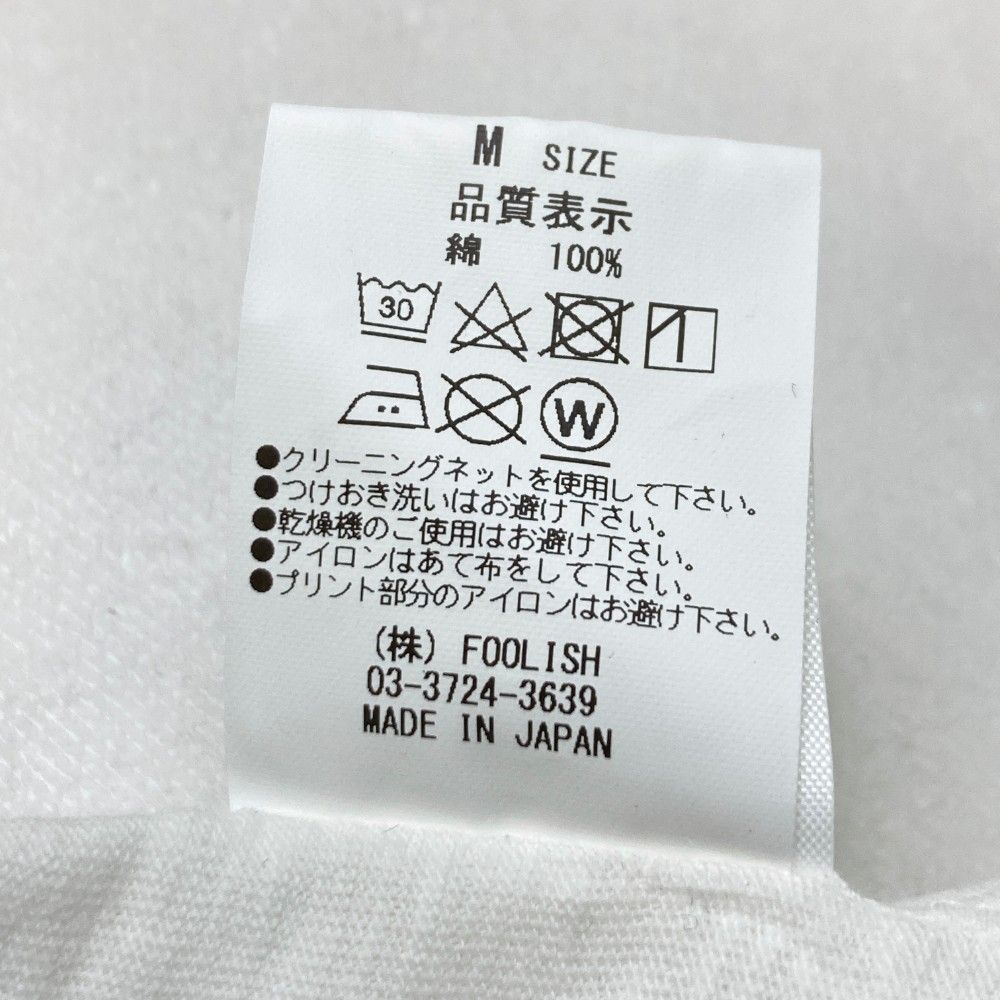 M SIZE
品質表示
綿 100%
30
W
●クリーニングネットを使用して下さい。
●つけおき洗いはお避け下さい。
●乾燥機のご使用はお避け下さい。
●アイロンはあて布をして下さい。
●プリント部分のアイロンはお避け下さい。
(株) FOOLISH
03-3724-3639
MADE IN JAPAN